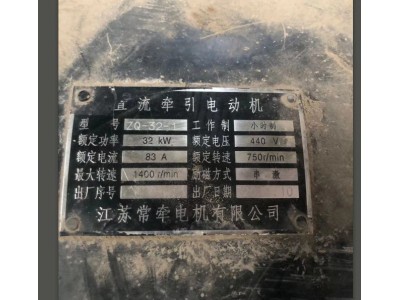 直流牵引电动机
型号 ZQ-32-1 工作制 小时制
额定功率 32 kW 额定电压 440 V
额定电流 83 A 额定转速 750r/min
最大转速 1400r/min 励磁方式 串激
出厂序号 出厂日期 10
江苏常牵电机有限公司